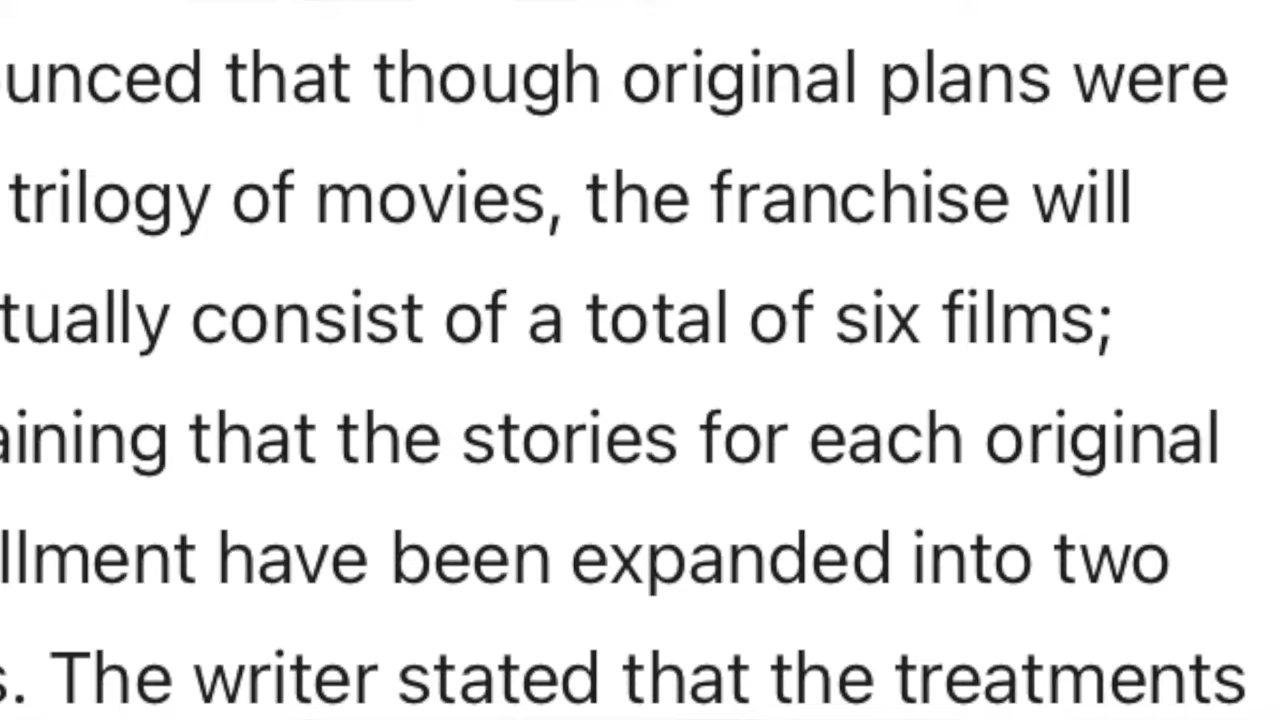 unced that though original plans were
trilogy of movies, the franchise will
tually consist of a total of six films;
aining that the stories for each original
llment have been expanded into two
s. The writer stated that the treatments